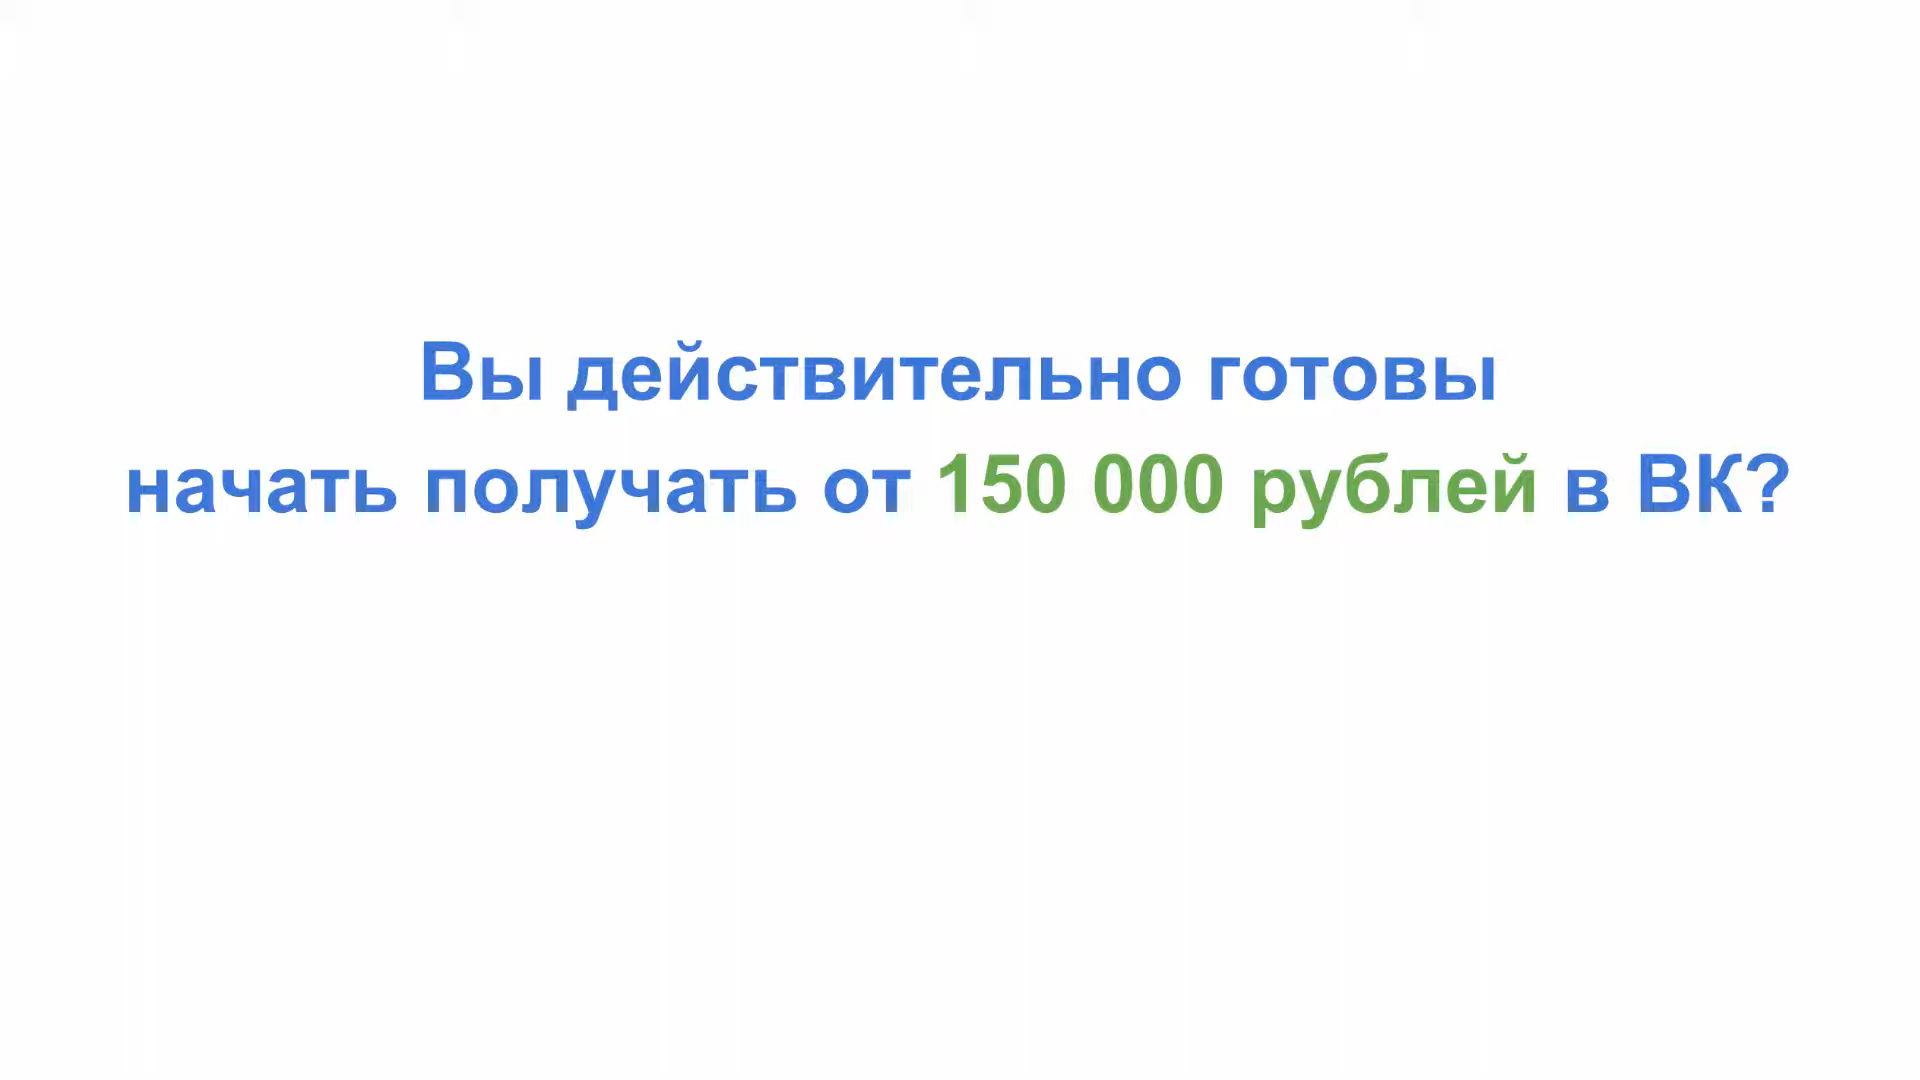 Вы действительно готовы
начать получать от 150 000 рублей в ВК?